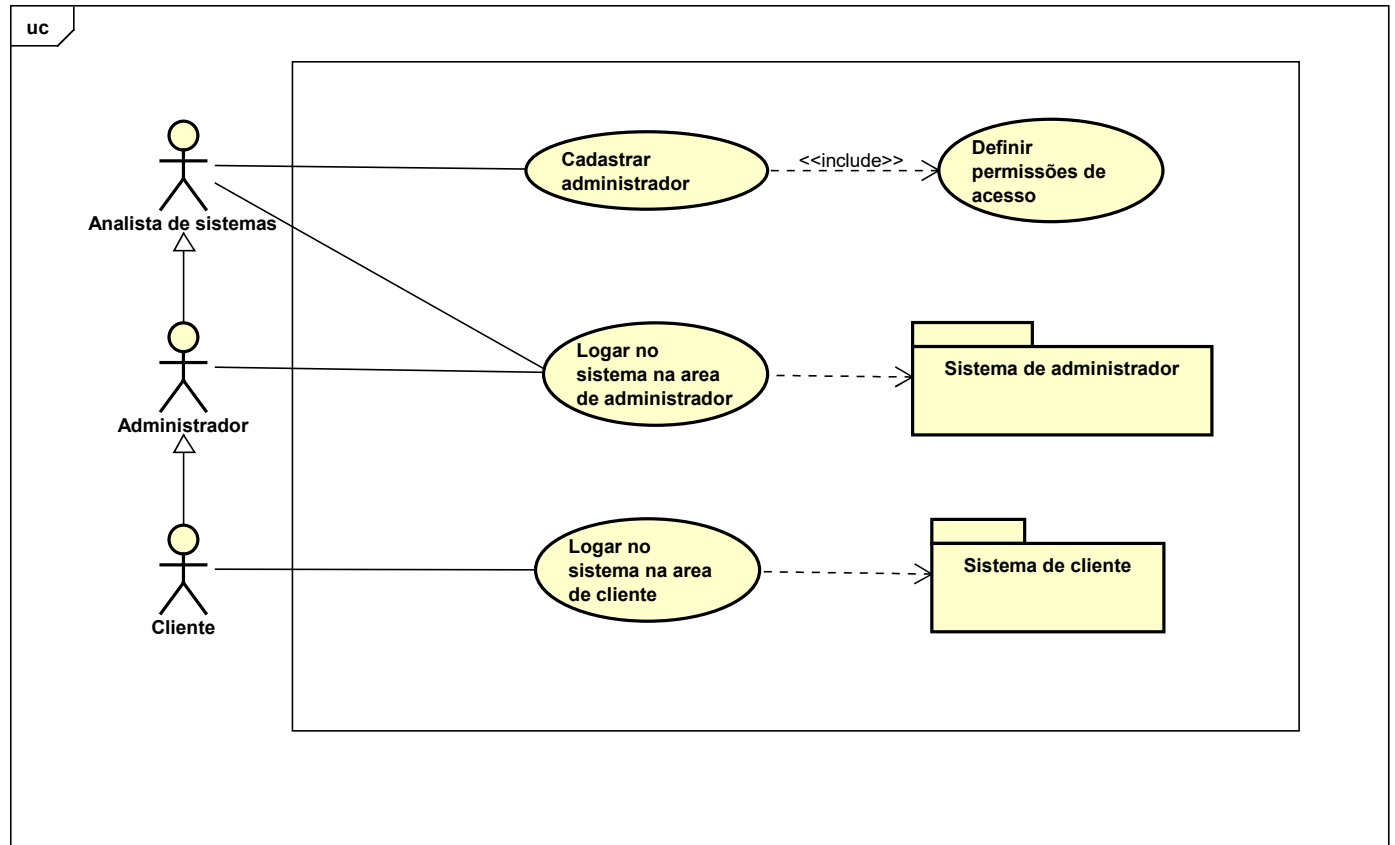 uc
Analista de sistemas
Cadastrar
administrador
<<include>>
Definir
permissões de
acesso
Administrador
Logar no
sistema na area
de administrador
Sistema de administrador
Cliente
Logar no
sistema na area
de cliente
Sistema de cliente